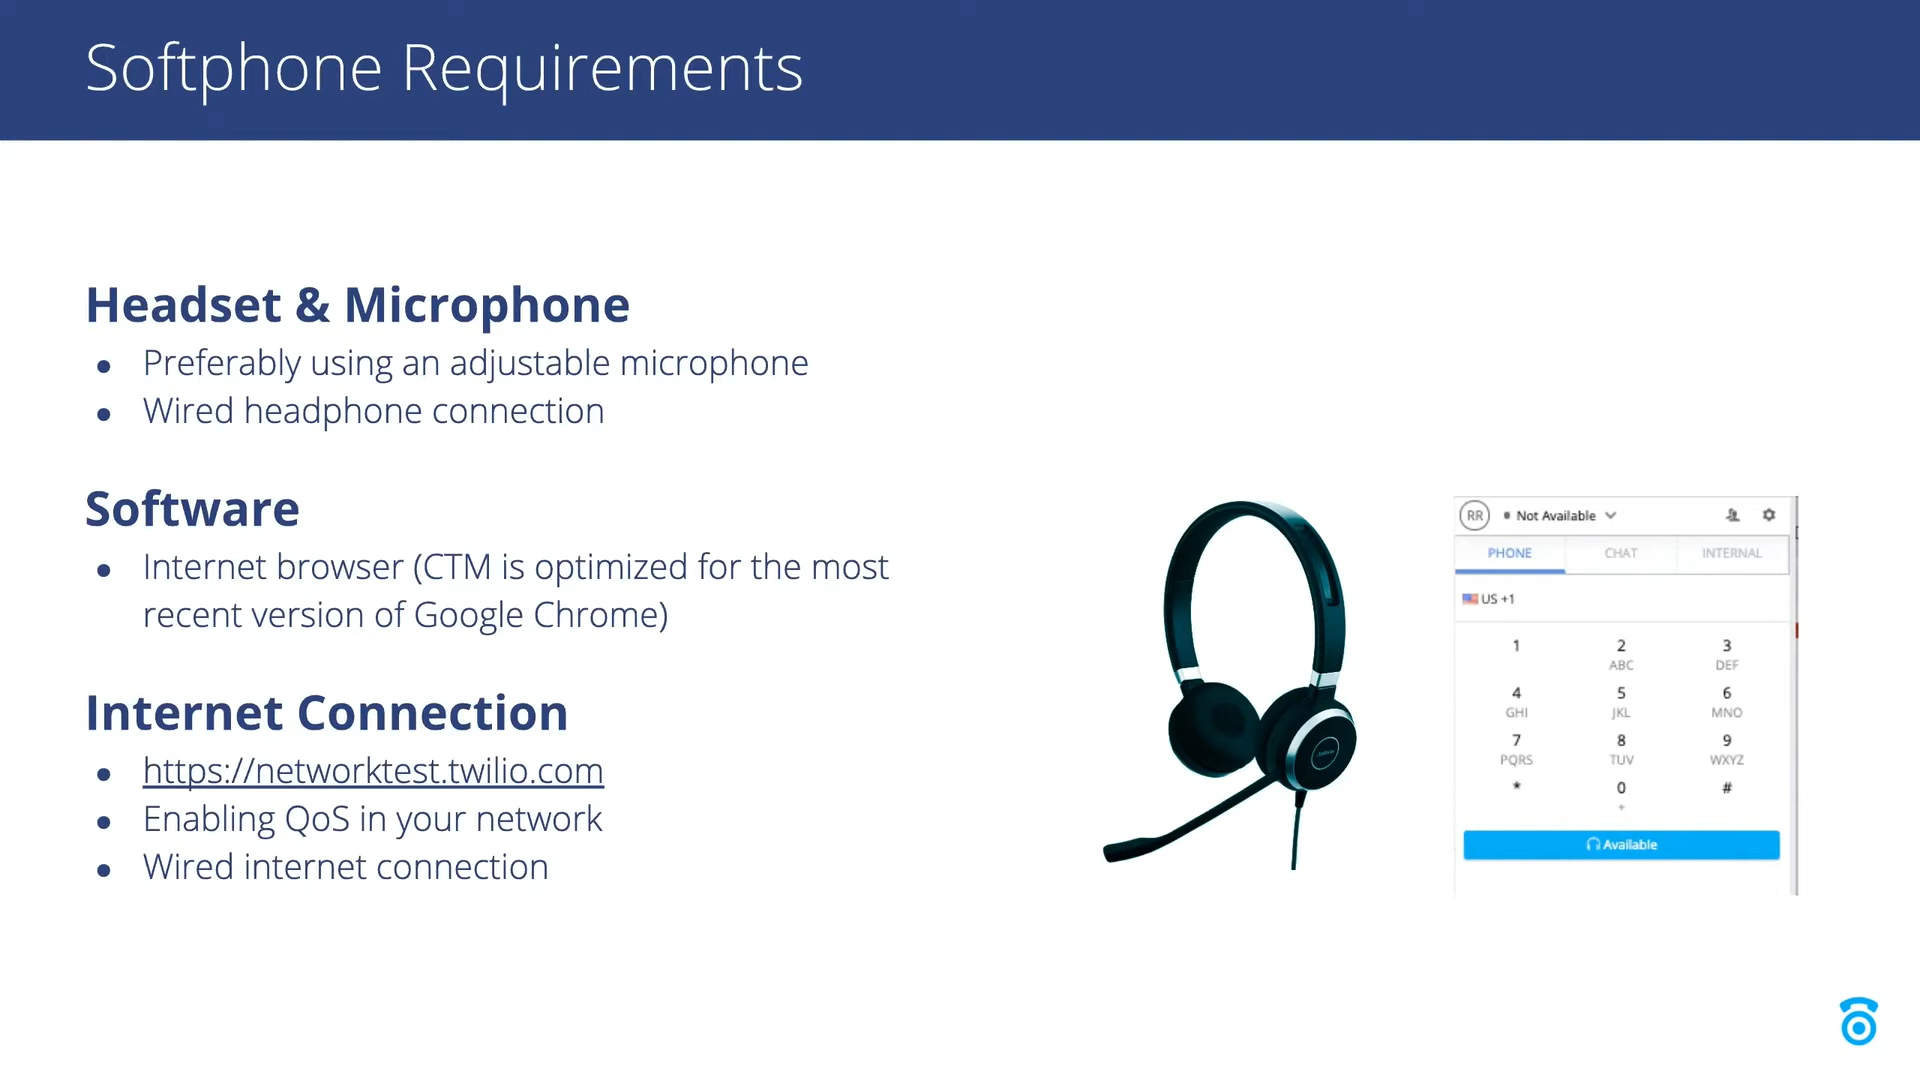 Softphone Requirements
Headset & Microphone
● Preferably using an adjustable microphone
● Wired headphone connection
Software
● Internet browser (CTM is optimized for the most
recent version of Google Chrome)
Internet Connection
● https://networktest.twilio.com
● Enabling QoS in your network
● Wired internet connection
Jabra
RR Not Available
PHONE CHAT INTERNAL
US +1
1 2 3
ABC DEF
4 5 6
GHI JKL MNO
7 8 9
PQRS TUV WXYZ
* 0 #
+
Available